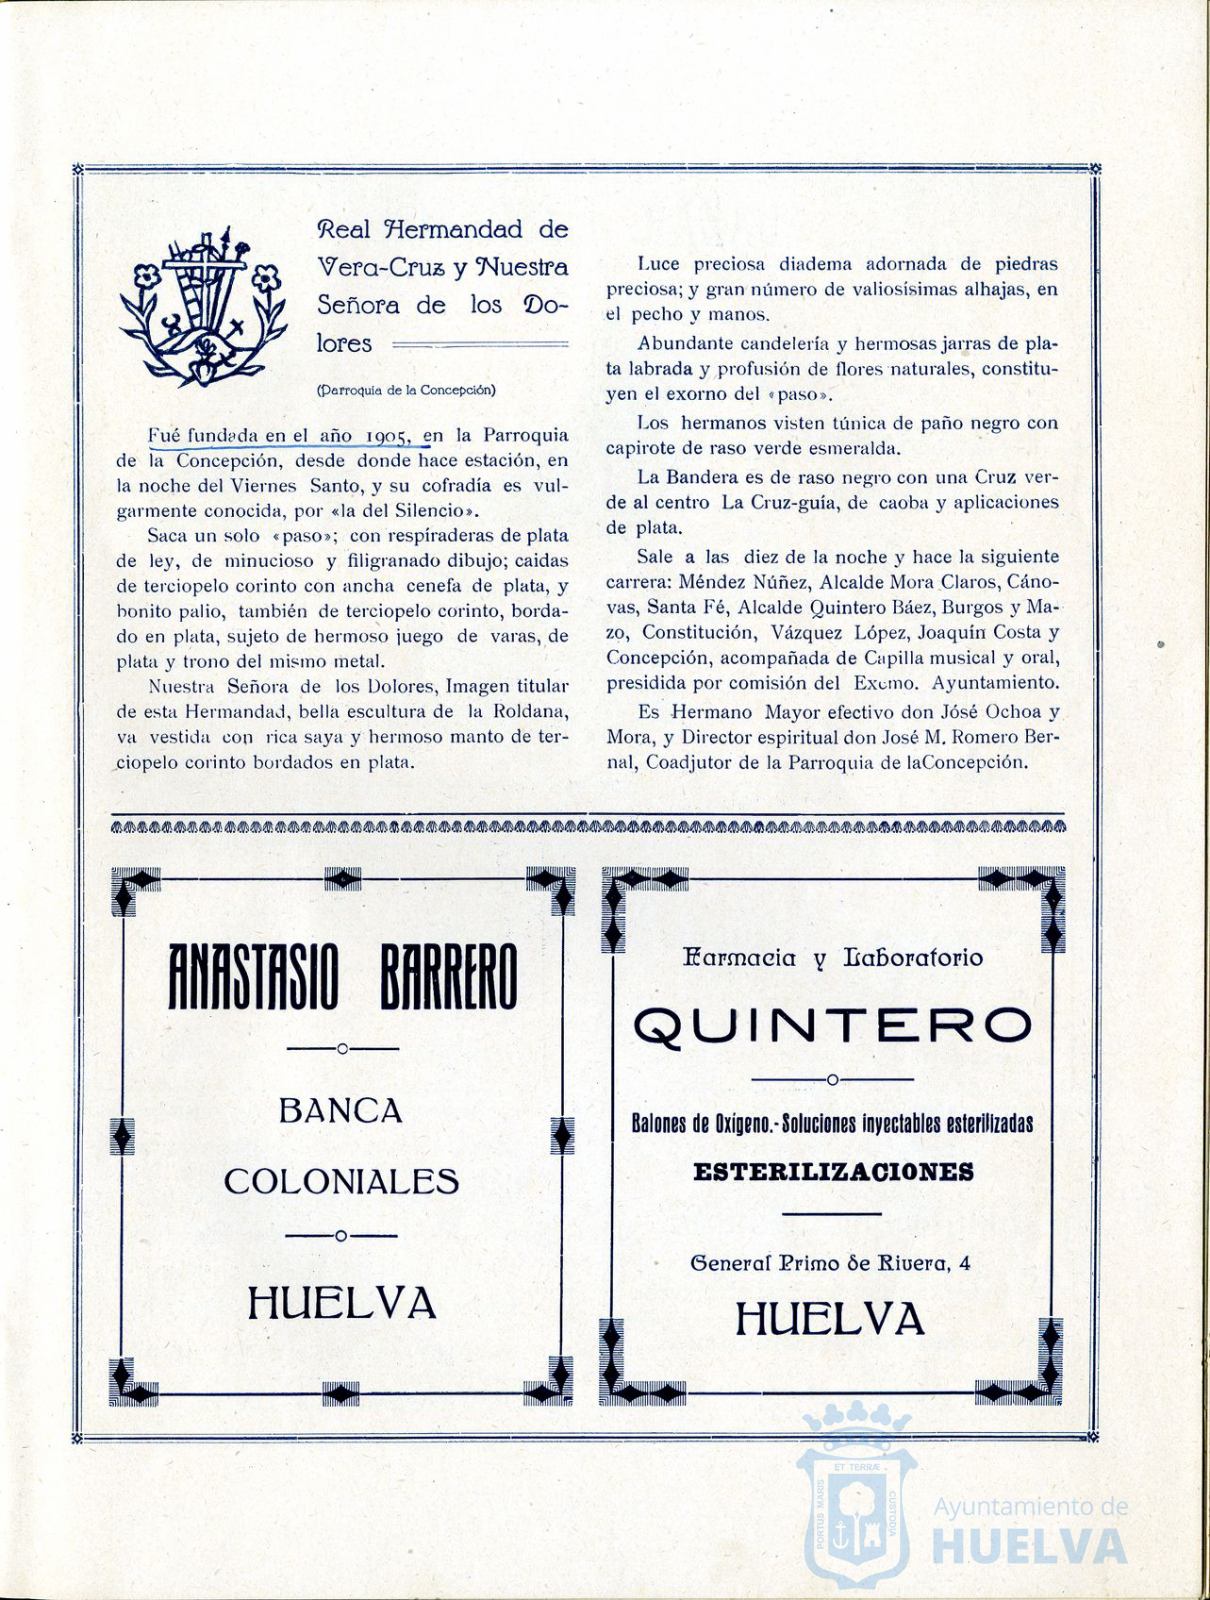 Real Hermandad de
Vera-Cruz y Nuestra
Señora de los Do-
lores
(Parroquia de la Concepción)
Fué fundada en el año 1905, en la Parroquia
de la Concepción, desde donde hace estación, en
la noche del Viernes Santo, y su cofradía es vul-
garmente conocida, por «la del Silencio».
Saca un solo «paso»; con respiraderas de plata
de ley, de minucioso y filigranado dibujo; caidas
de terciopelo corinto con ancha cenefa de plata, y
bonito palio, también de terciopelo corinto, borda-
do en plata, sujeto de hermoso juego de varas, de
plata y trono del mismo metal.
Nuestra Señora de los Dolores, Imagen titular
de esta Hermandad, bella escultura de la Roldana,
va vestida con rica saya y hermoso manto de ter-
ciopelo corinto bordados en plata.
Luce preciosa diadema adornada de piedras
preciosa; y gran número de valiosísimas alhajas, en
el pecho y manos.
Abundante candelería y hermosas jarras de pla-
ta labrada y profusión de flores naturales, constitu-
yen el exorno del «paso».
Los hermanos visten túnica de paño negro con
capirote de raso verde esmeralda.
La Bandera es de raso negro con una Cruz ver-
de al centro La Cruz-guía, de caoba y aplicaciones
de plata.
Sale a las diez de la noche y hace la siguiente
carrera: Méndez Núñez, Alcalde Mora Claros, Cáno-
vas, Santa Fé, Alcalde Quintero Báez, Burgos y Ma-
zo, Constitución, Vázquez López, Joaquín Costa y
Concepción, acompañada de Capilla musical y oral,
presidida por comisión del Excmo. Ayuntamiento.
Es Hermano Mayor efectivo don Jósé Ochoa y
Mora, y Director espiritual don José M. Romero Ber-
nal, Coadjutor de la Parroquia de laConcepción.
ANASTASIO BARRERO
BANCA
COLONIALES
HUELVA
Farmacia y Laboratorio
QUINTERO
Balones de Oxígeno.-Soluciones inyectables esterilizadas
ESTERILIZACIONES
General Primo de Rivera, 4
HUELVA
PORTUS MARIS
ET TERRÆ
CUSTODIA
Ayuntamiento de
HUELVA